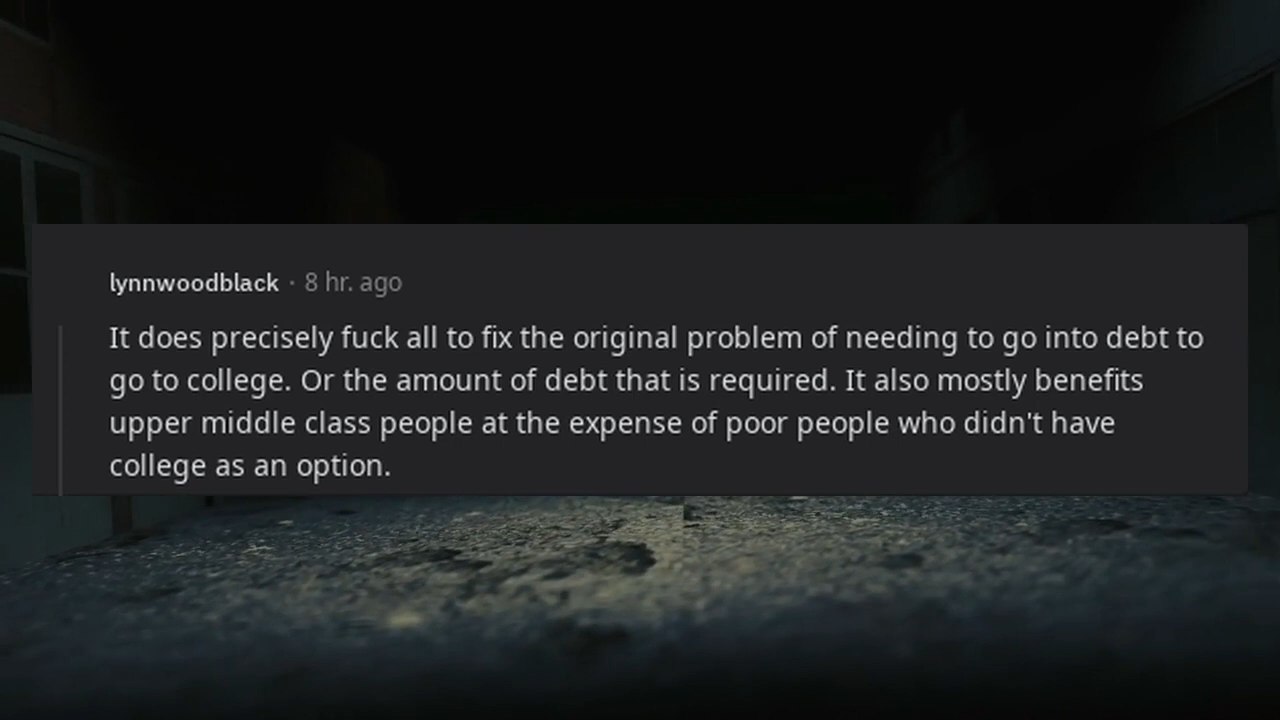 lynnwoodblack · 8 hr. ago
It does precisely fuck all to fix the original problem of needing to go into debt to
go to college. Or the amount of debt that is required. It also mostly benefits
upper middle class people at the expense of poor people who didn't have
college as an option.